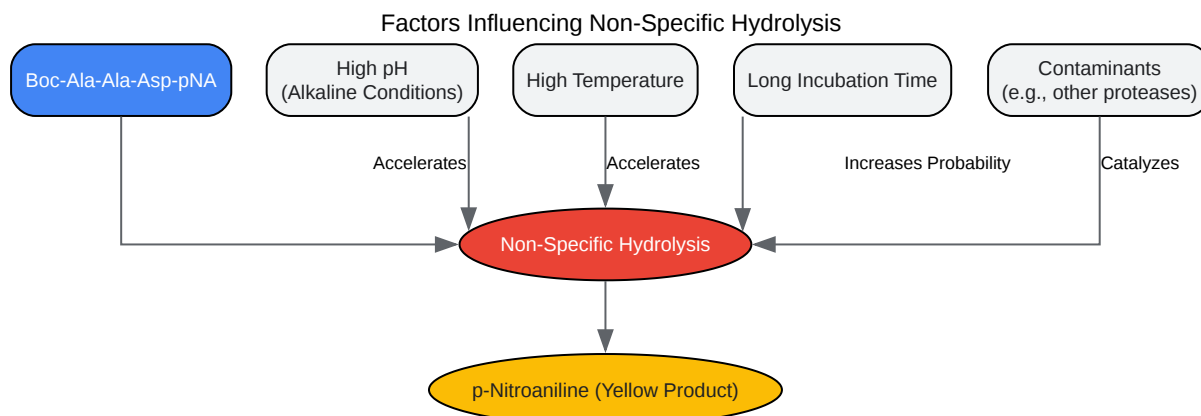 Factors Influencing Non-Specific Hydrolysis
Boc-Ala-Ala-Asp-pNA
High pH
(Alkaline Conditions)
High Temperature
Long Incubation Time
Contaminants
(e.g., other proteases)
Accelerates
Accelerates
Increases Probability
Catalyzes
Non-Specific Hydrolysis
p-Nitroaniline (Yellow Product)